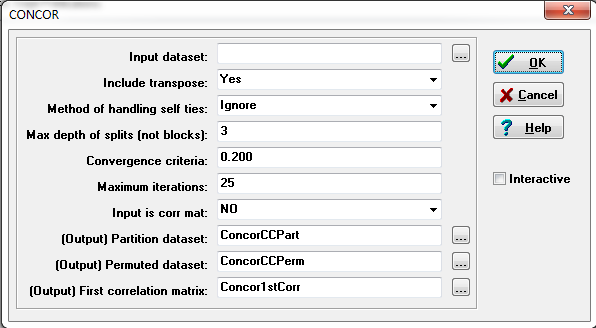 CONCOR
Input dataset:
Include transpose: Yes
Method of handling self ties: Ignore
Max depth of splits (not blocks): 3
Convergence criteria: 0.200
Maximum iterations: 25
Input is corr mat: NO
(Output) Partition dataset: ConcorCCPart ...
(Output) Permuted dataset: ConcorCCPerm ...
(Output) First correlation matrix: Concor1stCorr ...
OK
Cancel
Help
Interactive